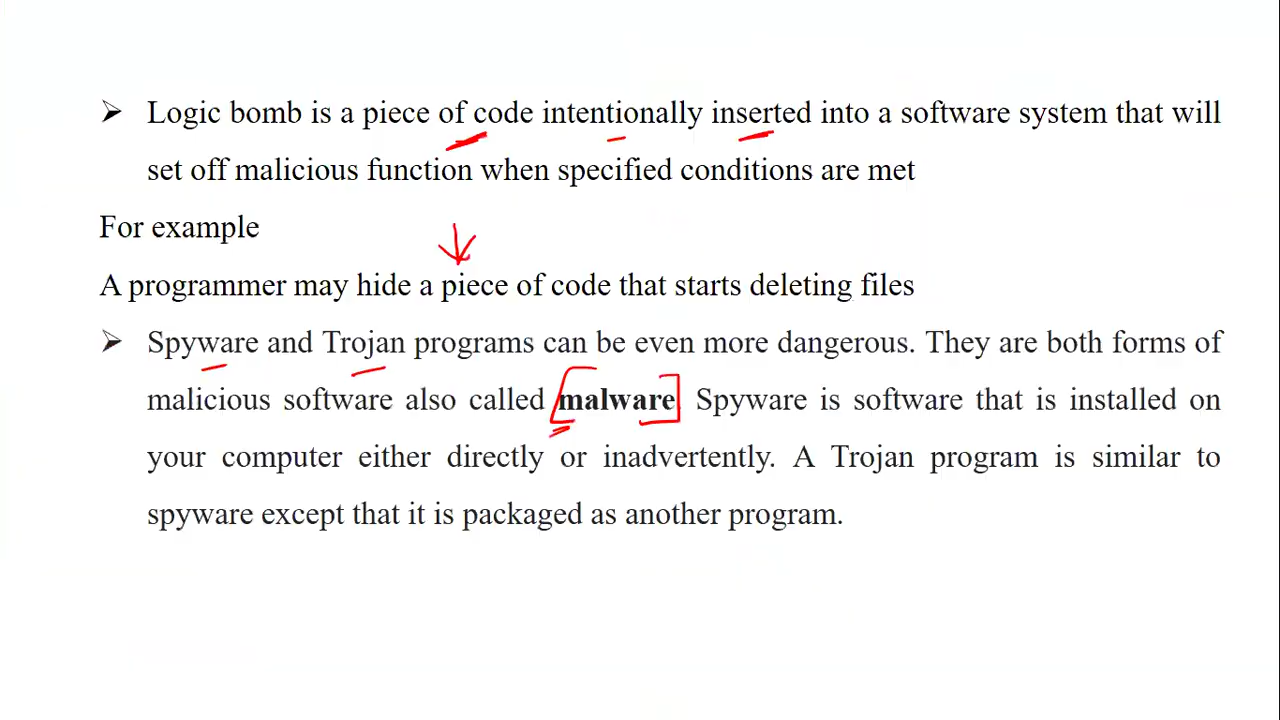 ➢ Logic bomb is a piece of code intentionally inserted into a software system that will
set off malicious function when specified conditions are met
For example
A programmer may hide a piece of code that starts deleting files
➢ Spyware and Trojan programs can be even more dangerous. They are both forms of
malicious software also called malware Spyware is software that is installed on
your computer either directly or inadvertently. A Trojan program is similar to
spyware except that it is packaged as another program.